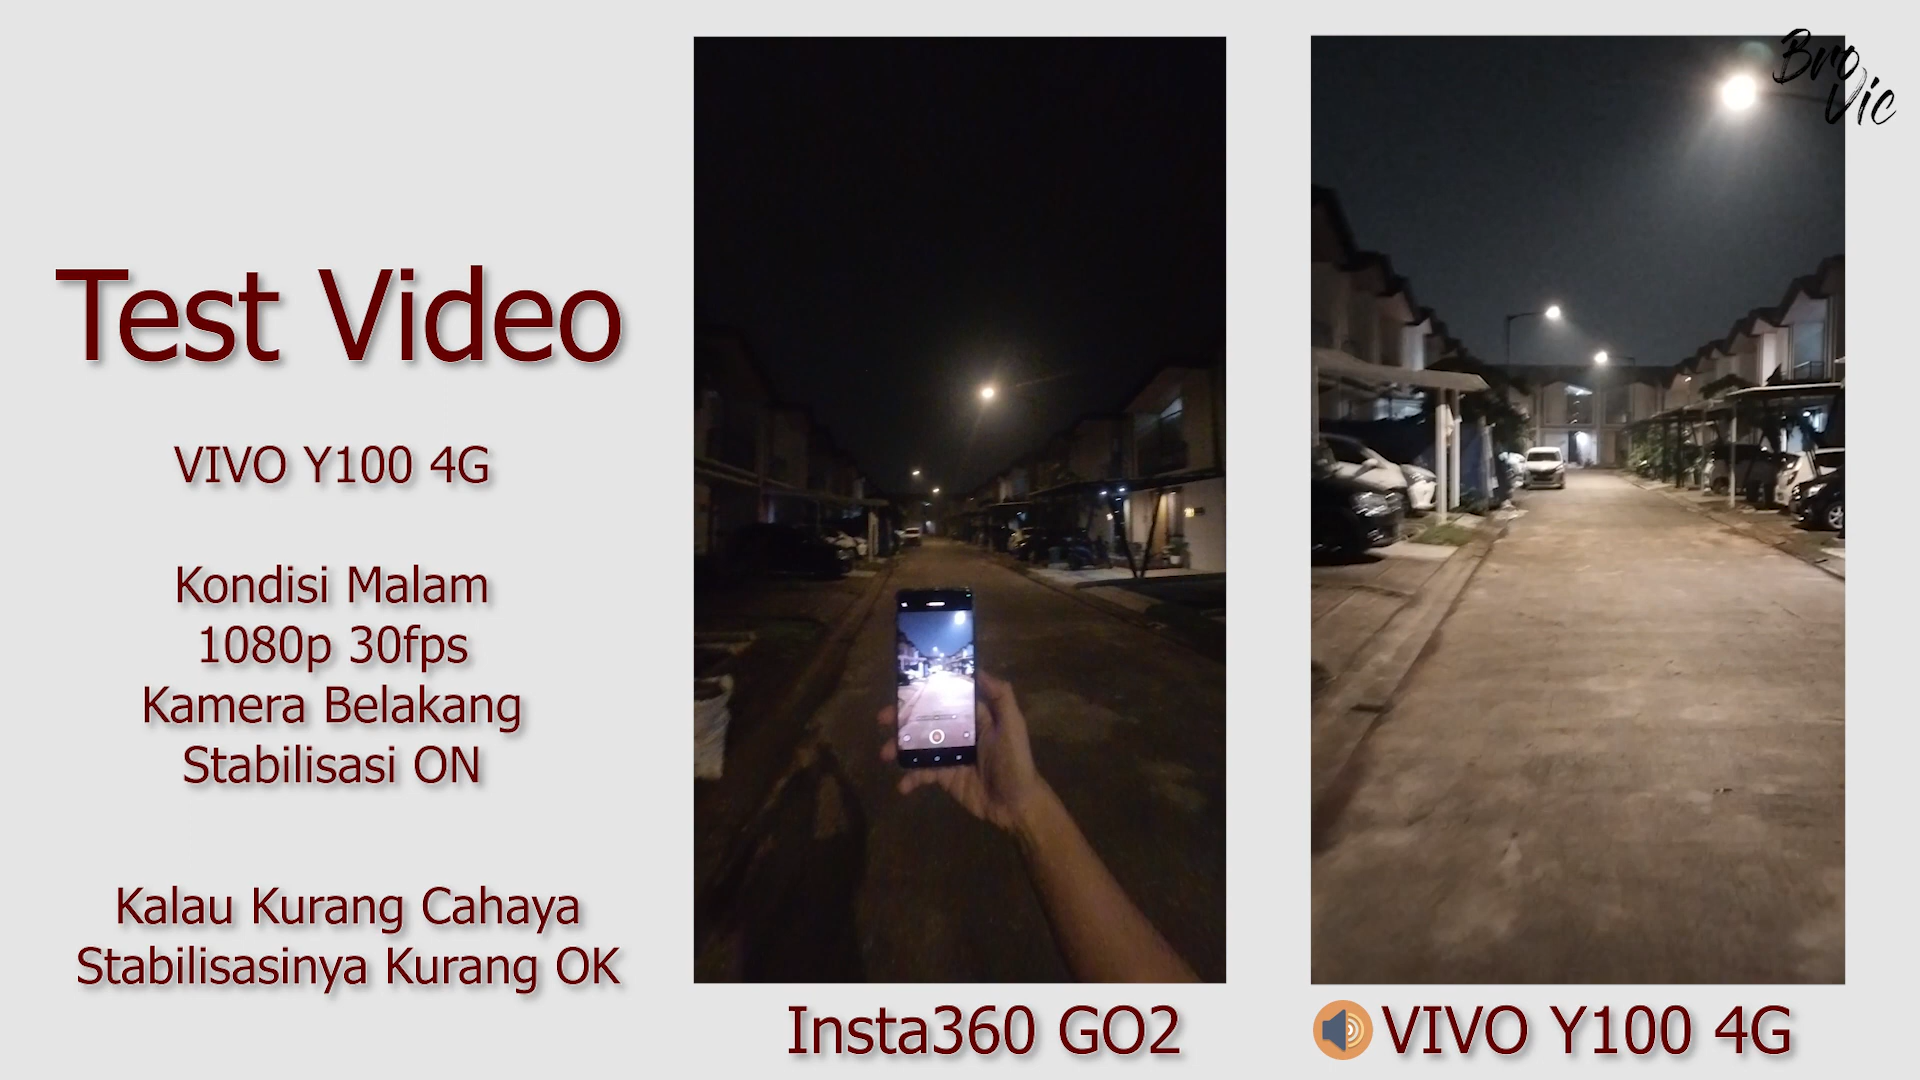 Test Video
VIVO Y100 4G
Kondisi Malam
1080p 30fps
Kamera Belakang
Stabilisasi ON
Kalau Kurang Cahaya
Stabilisasinya Kurang OK
Insta360 GO2
VIVO Y100 4G
Bro
Vic